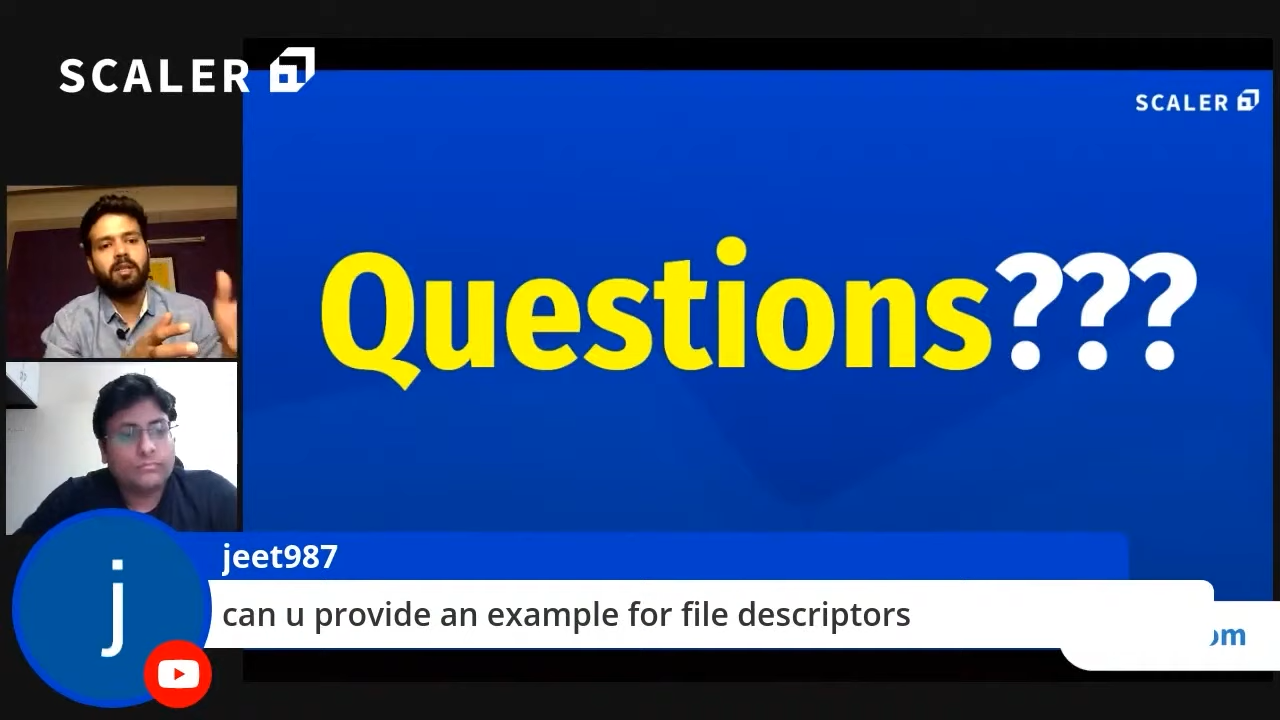 SCALER
SCALER
Questions???
j
jeet987
can u provide an example for file descriptors
om